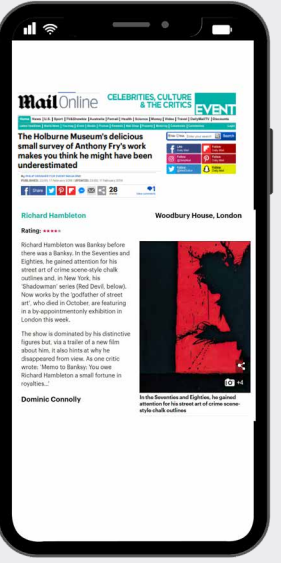 Mail Online
CELEBRITIES, CULTURE
& THE CRITICS
EVENT
The Holburne Museum's delicious
small survey of Anthony Fry's work
makes you think he might have been
underestimated
Share
28
1
Richard Hambleton
Woodbury House, London
Rating:
Richard Hambleton was Banksy before
there was a Banksy. In the Seventies and
Eighties, he gained attention for his
street art of crime scene-style chalk
outlines and, in New York, his
'Shadowman' series (Red Devil, below).
Now works by the 'godfather of street
art', who died in October, are featuring
in a by-appointmentonly exhibition in
London this week.
The show is dominated by his distinctive
figures but, via a trailer of a new film
about him, it also hints at why he
disappeared from view. As one critic
wrote: 'Memo to Banksy: You owe
Richard Hambleton a small fortune in
royalties...'
Dominic Connolly
+4
In the Seventies and Eighties, he gained
attention for his street art of crime scene-
style chalk outlines